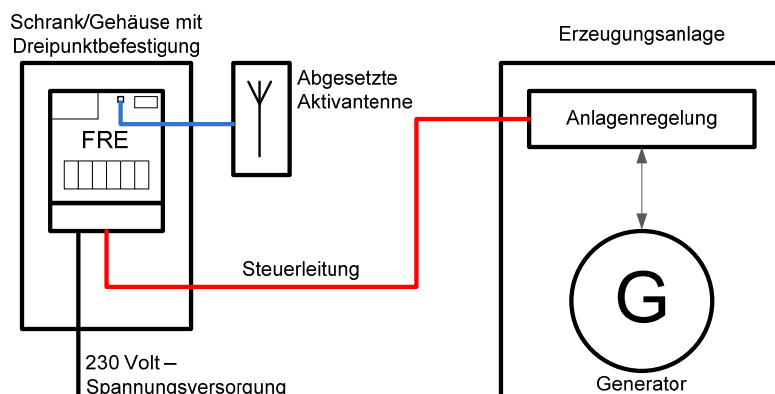 Schrank/Gehäuse mit
Dreipunktbefestigung
Erzeugungsanlage
Abgesetzte
Aktivantenne
FRE
Anlagenregelung
Steuerleitung
G
230 Volt –
Spannungsversorgung
Generator